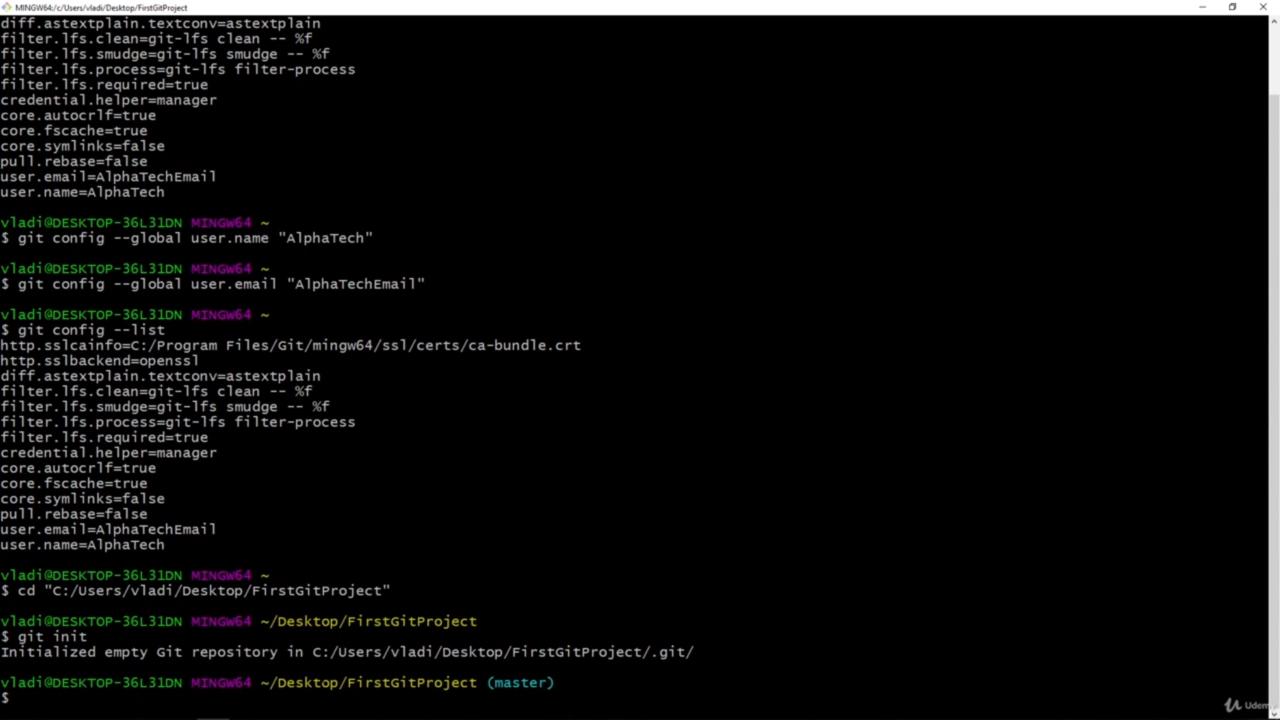 MINGW64:/c/Users/vladi/Desktop/FirstGitProject
diff.astextplain.textconv=astextplain
filter.lfs.clean=git-lfs clean -- %f
filter.lfs.smudge=git-lfs smudge -- %f
filter.lfs.process=git-lfs filter-process
filter.lfs.required=true
credential.helper=manager
core.autocrlf=true
core.fscache=true
core.symlinks=false
pull.rebase=false
user.email=AlphaTechEmail
user.name=AlphaTech
vladi@DESKTOP-36L31DN MINGW64 ~
$ git config --global user.name "AlphaTech"
vladi@DESKTOP-36L31DN MINGW64 ~
$ git config --global user.email "AlphaTechEmail"
vladi@DESKTOP-36L31DN MINGW64 ~
$ git config --list
http.sslcainfo=C:/Program Files/Git/mingw64/ssl/certs/ca-bundle.crt
http.sslbackend=openssl
diff.astextplain.textconv=astextplain
filter.lfs.clean=git-lfs clean -- %f
filter.lfs.smudge=git-lfs smudge -- %f
filter.lfs.process=git-lfs filter-process
filter.lfs.required=true
credential.helper=manager
core.autocrlf=true
core.fscache=true
core.symlinks=false
pull.rebase=false
user.email=AlphaTechEmail
user.name=AlphaTech
vladi@DESKTOP-36L31DN MINGW64 ~
$ cd "C:/Users/vladi/Desktop/FirstGitProject"
vladi@DESKTOP-36L31DN MINGW64 ~/Desktop/FirstGitProject
$ git init
Initialized empty Git repository in C:/Users/vladi/Desktop/FirstGitProject/.git/
vladi@DESKTOP-36L31DN MINGW64 ~/Desktop/FirstGitProject (master)
$